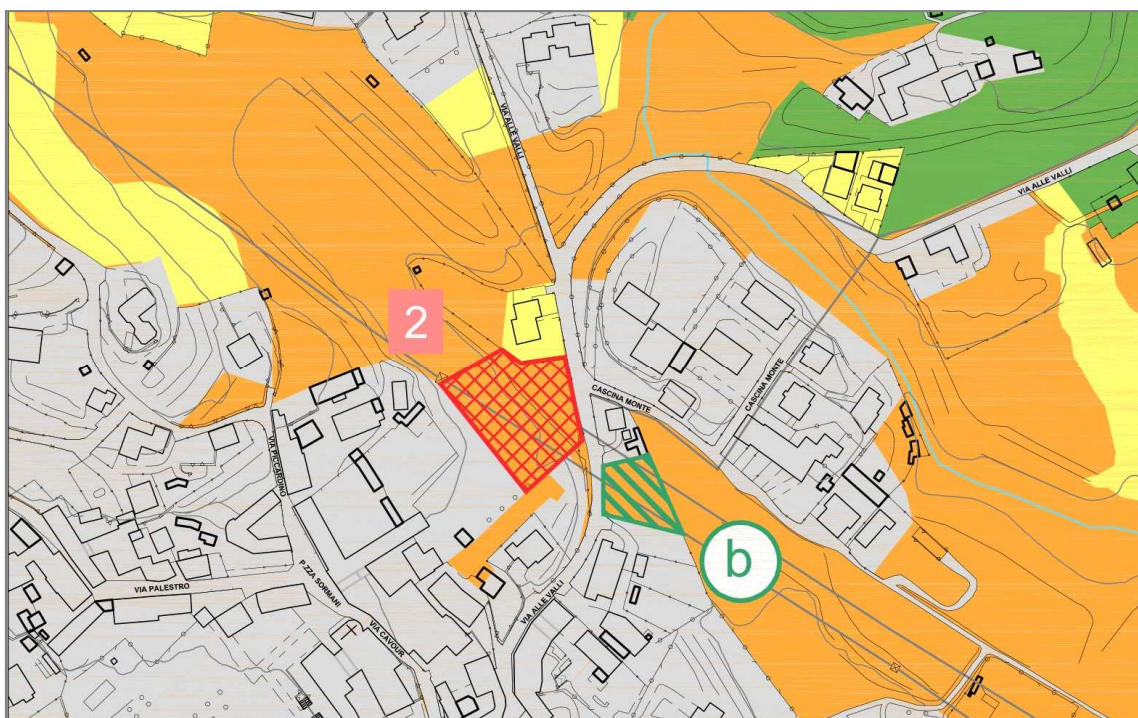 VIA ALLE VALLI
VIA ALLE VALLI
2
CASCINA MONTE
CASCINA MONTE
VIA PICCARDINO
b
VIA PALESTRO
P.ZZA SORMANI
VIA ALLE VALLI
VIA CAVOUR